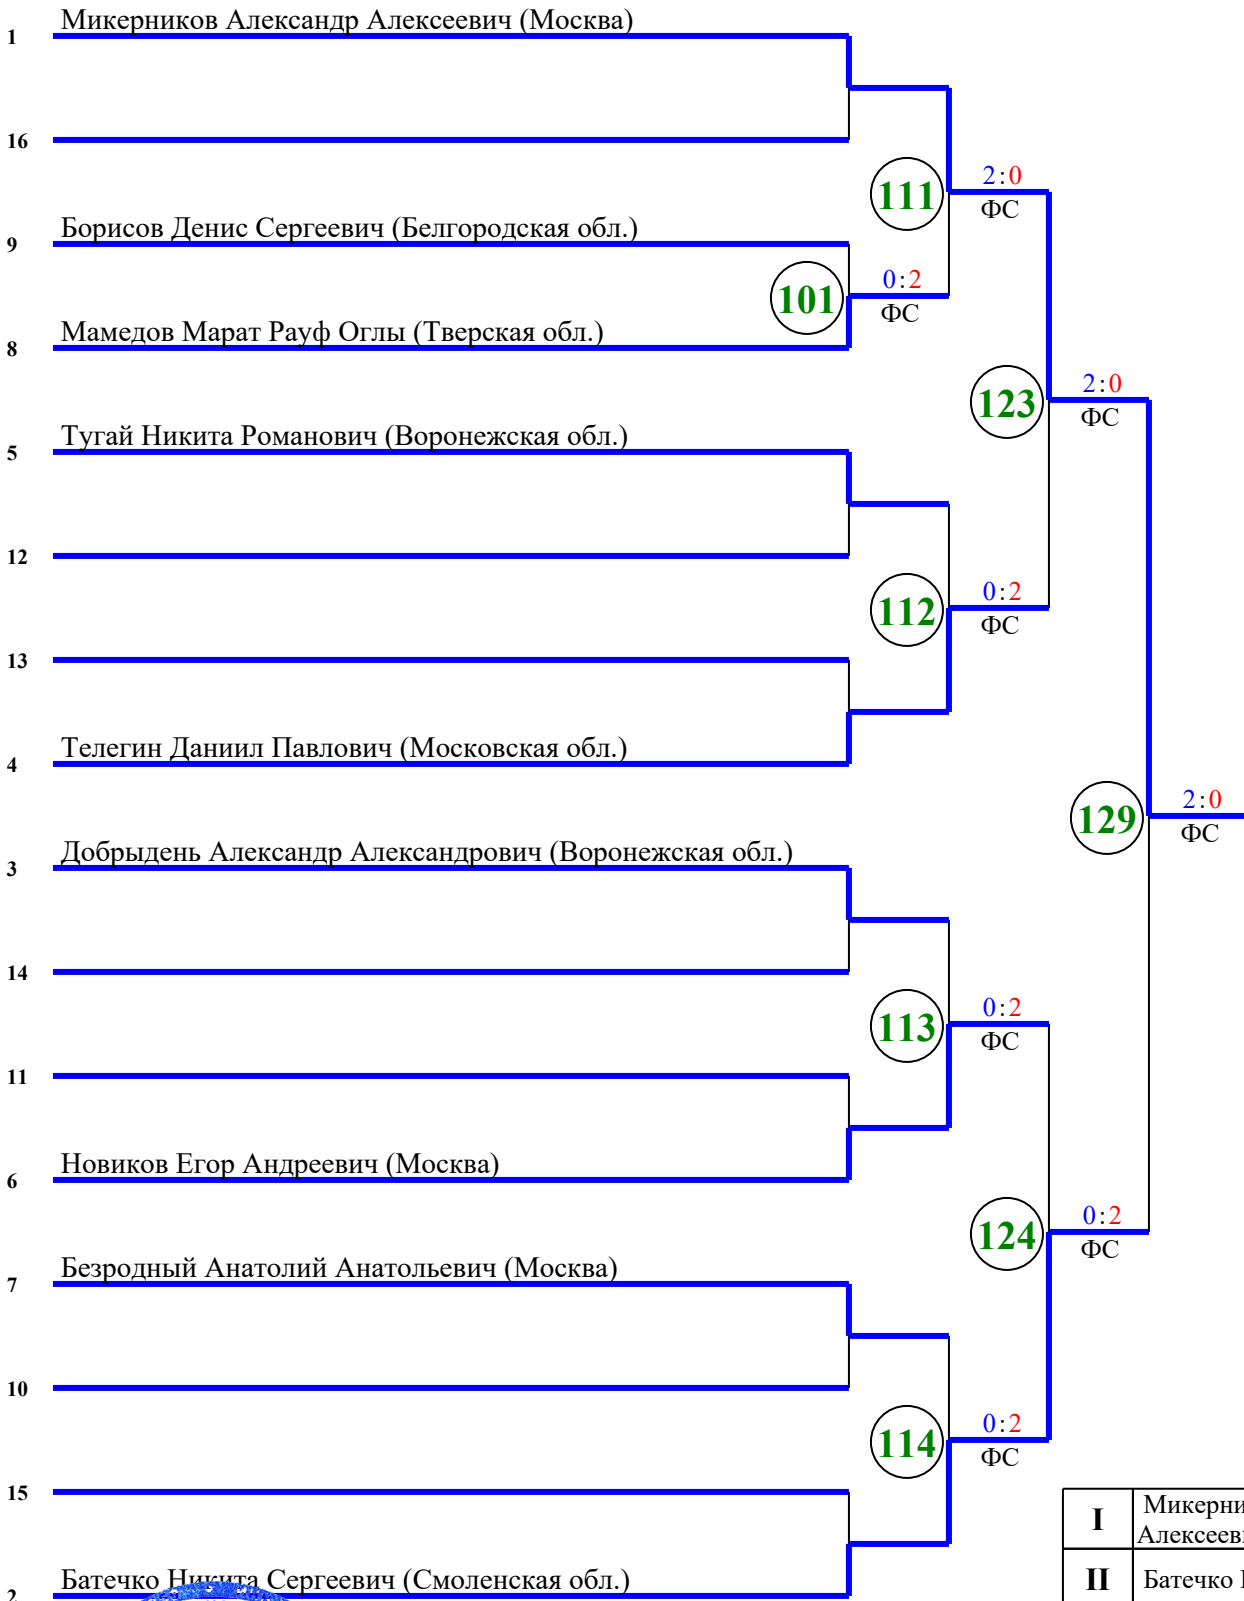 Микерников Александр Алексеевич (Москва)
1
16
111
2:0
ФС
Борисов Денис Сергеевич (Белгородская обл.)
9
101
0:2
ФС
Мамедов Марат Рауф Оглы (Тверская обл.)
8
123
2:0
ФС
Тугай Никита Романович (Воронежская обл.)
5
12
112
0:2
ФС
13
Телегин Даниил Павлович (Московская обл.)
4
129
2:0
ФС
Добрыдень Александр Александрович (Воронежская обл.)
3
14
113
0:2
ФС
11
Новиков Егор Андреевич (Москва)
6
124
0:2
ФС
Безродный Анатолий Анатольевич (Москва)
7
10
114
0:2
ФС
15
I
Батечко Никита Сергеевич (Смоленская обл.)
2
II Батечко